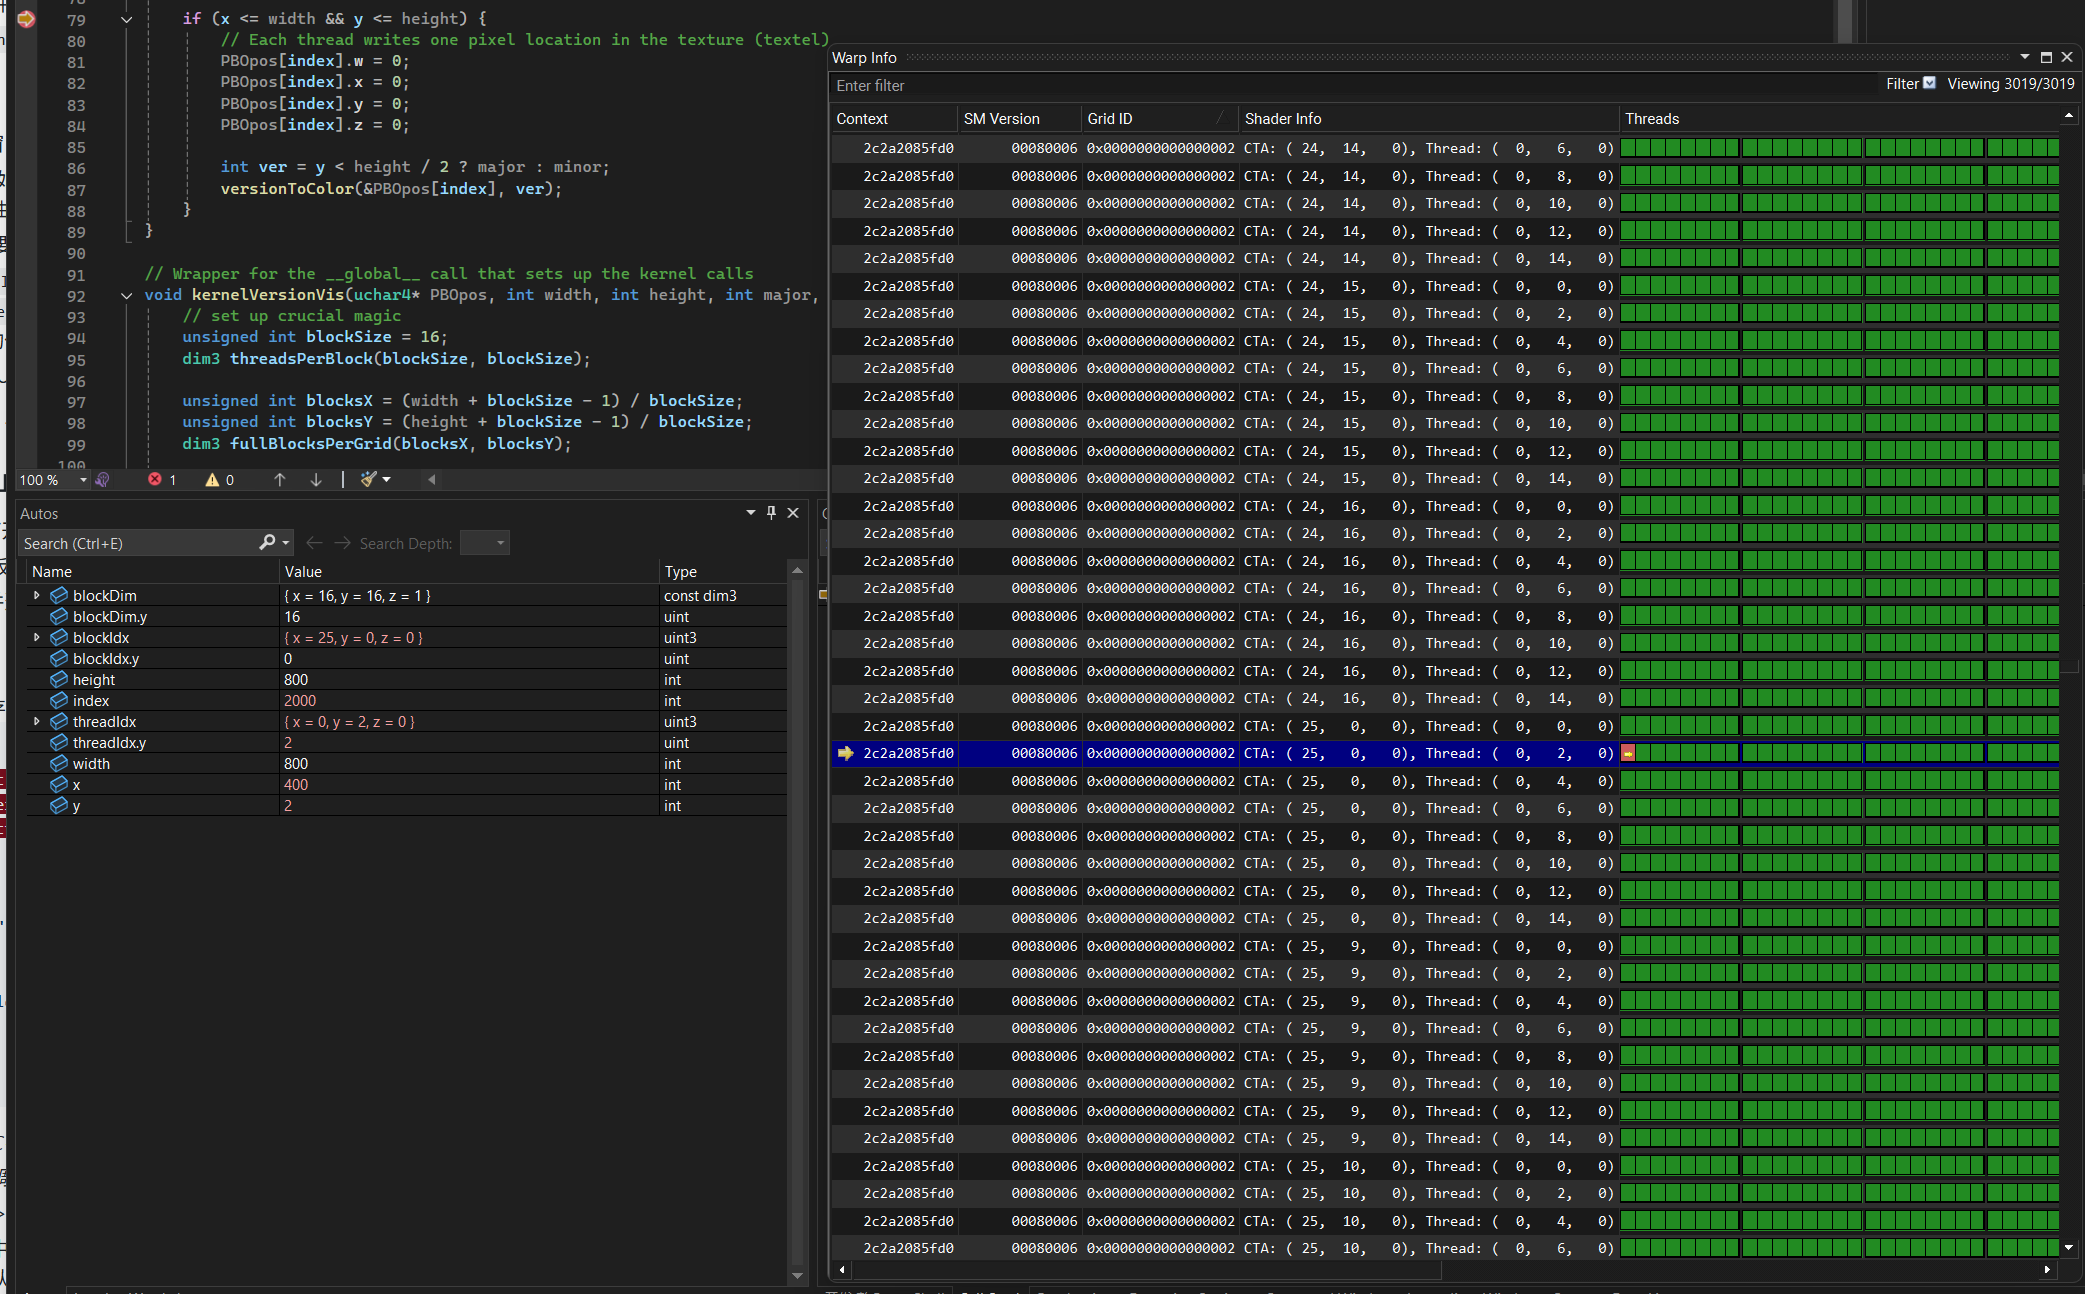 79 if (x <= width && y <= height) {
80 // Each thread writes one pixel location in the texture (textel)
81 PBOpos[index].w = 0;
82 PBOpos[index].x = 0;
83 PBOpos[index].y = 0;
84 PBOpos[index].z = 0;
85
86 int ver = y < height / 2 ? major : minor;
87 versionToColor(&PBOpos[index], ver);
88 }
89 }
90
91 // Wrapper for the __global__ call that sets up the kernel calls
92 void kernelVersionVis(uchar4* PBOpos, int width, int height, int major,
93 // set up crucial magic
94 unsigned int blockSize = 16;
95 dim3 threadsPerBlock(blockSize, blockSize);
96
97 unsigned int blocksX = (width + blockSize - 1) / blockSize;
98 unsigned int blocksY = (height + blockSize - 1) / blockSize;
99 dim3 fullBlocksPerGrid(blocksX, blocksY);
100
100 % 1 0
Autos
Search (Ctrl+E) Search Depth:
Name Value Type
blockDim { x = 16, y = 16, z = 1 } const dim3
blockDim.y 16 uint
blockIdx { x = 25, y = 0, z = 0 } uint3
blockIdx.y 0 uint
height 800 int
index 2000 int
threadIdx { x = 0, y = 2, z = 0 } uint3
threadIdx.y 2 uint
width 800 int
x 400 int
y 2 int
Warp Info
Enter filter Filter Viewing 3019/3019
Context SM Version Grid ID Shader Info Threads
2c2a2085fd0 00080006 0x0000000000000002 CTA: ( 24, 14, 0), Thread: ( 0, 6, 0)
2c2a2085fd0 00080006 0x0000000000000002 CTA: ( 24, 14, 0), Thread: ( 0, 8, 0)
2c2a2085fd0 00080006 0x0000000000000002 CTA: ( 24, 14, 0), Thread: ( 0, 10, 0)
2c2a2085fd0 00080006 0x0000000000000002 CTA: ( 24, 14, 0), Thread: ( 0, 12, 0)
2c2a2085fd0 00080006 0x0000000000000002 CTA: ( 24, 14, 0), Thread: ( 0, 14, 0)
2c2a2085fd0 00080006 0x0000000000000002 CTA: ( 24, 15, 0), Thread: ( 0, 0, 0)
2c2a2085fd0 00080006 0x0000000000000002 CTA: ( 24, 15, 0), Thread: ( 0, 2, 0)
2c2a2085fd0 00080006 0x0000000000000002 CTA: ( 24, 15, 0), Thread: ( 0, 4, 0)
2c2a2085fd0 00080006 0x0000000000000002 CTA: ( 24, 15, 0), Thread: ( 0, 6, 0)
2c2a2085fd0 00080006 0x0000000000000002 CTA: ( 24, 15, 0), Thread: ( 0, 8, 0)
2c2a2085fd0 00080006 0x0000000000000002 CTA: ( 24, 15, 0), Thread: ( 0, 10, 0)
2c2a2085fd0 00080006 0x0000000000000002 CTA: ( 24, 15, 0), Thread: ( 0, 12, 0)
2c2a2085fd0 00080006 0x0000000000000002 CTA: ( 24, 15, 0), Thread: ( 0, 14, 0)
2c2a2085fd0 00080006 0x0000000000000002 CTA: ( 24, 16, 0), Thread: ( 0, 0, 0)
2c2a2085fd0 00080006 0x0000000000000002 CTA: ( 24, 16, 0), Thread: ( 0, 2, 0)
2c2a2085fd0 00080006 0x0000000000000002 CTA: ( 24, 16, 0), Thread: ( 0, 4, 0)
2c2a2085fd0 00080006 0x0000000000000002 CTA: ( 24, 16, 0), Thread: ( 0, 6, 0)
2c2a2085fd0 00080006 0x0000000000000002 CTA: ( 24, 16, 0), Thread: ( 0, 8, 0)
2c2a2085fd0 00080006 0x0000000000000002 CTA: ( 24, 16, 0), Thread: ( 0, 10, 0)
2c2a2085fd0 00080006 0x0000000000000002 CTA: ( 24, 16, 0), Thread: ( 0, 12, 0)
2c2a2085fd0 00080006 0x0000000000000002 CTA: ( 24, 16, 0), Thread: ( 0, 14, 0)
2c2a2085fd0 00080006 0x0000000000000002 CTA: ( 25, 0, 0), Thread: ( 0, 0, 0)
2c2a2085fd0 00080006 0x0000000000000002 CTA: ( 25, 0, 0), Thread: ( 0, 2, 0)
2c2a2085fd0 00080006 0x0000000000000002 CTA: ( 25, 0, 0), Thread: ( 0, 4, 0)
2c2a2085fd0 00080006 0x0000000000000002 CTA: ( 25, 0, 0), Thread: ( 0, 6, 0)
2c2a2085fd0 00080006 0x0000000000000002 CTA: ( 25, 0, 0), Thread: ( 0, 8, 0)
2c2a2085fd0 00080006 0x0000000000000002 CTA: ( 25, 0, 0), Thread: ( 0, 10, 0)
2c2a2085fd0 00080006 0x0000000000000002 CTA: ( 25, 0, 0), Thread: ( 0, 12, 0)
2c2a2085fd0 00080006 0x0000000000000002 CTA: ( 25, 0, 0), Thread: ( 0, 14, 0)
2c2a2085fd0 00080006 0x0000000000000002 CTA: ( 25, 9, 0), Thread: ( 0, 0, 0)
2c2a2085fd0 00080006 0x0000000000000002 CTA: ( 25, 9, 0), Thread: ( 0, 2, 0)
2c2a2085fd0 00080006 0x0000000000000002 CTA: ( 25, 9, 0), Thread: ( 0, 4, 0)
2c2a2085fd0 00080006 0x0000000000000002 CTA: ( 25, 9, 0), Thread: ( 0, 6, 0)
2c2a2085fd0 00080006 0x0000000000000002 CTA: ( 25, 9, 0), Thread: ( 0, 8, 0)
2c2a2085fd0 00080006 0x0000000000000002 CTA: ( 25, 9, 0), Thread: ( 0, 10, 0)
2c2a2085fd0 00080006 0x0000000000000002 CTA: ( 25, 9, 0), Thread: ( 0, 12, 0)
2c2a2085fd0 00080006 0x0000000000000002 CTA: ( 25, 9, 0), Thread: ( 0, 14, 0)
2c2a2085fd0 00080006 0x0000000000000002 CTA: ( 25, 10, 0), Thread: ( 0, 0, 0)
2c2a2085fd0 00080006 0x0000000000000002 CTA: ( 25, 10, 0), Thread: ( 0, 2, 0)
2c2a2085fd0 00080006 0x0000000000000002 CTA: ( 25, 10, 0), Thread: ( 0, 4, 0)
2c2a2085fd0 00080006 0x0000000000000002 CTA: ( 25, 10, 0), Thread: ( 0, 6, 0)